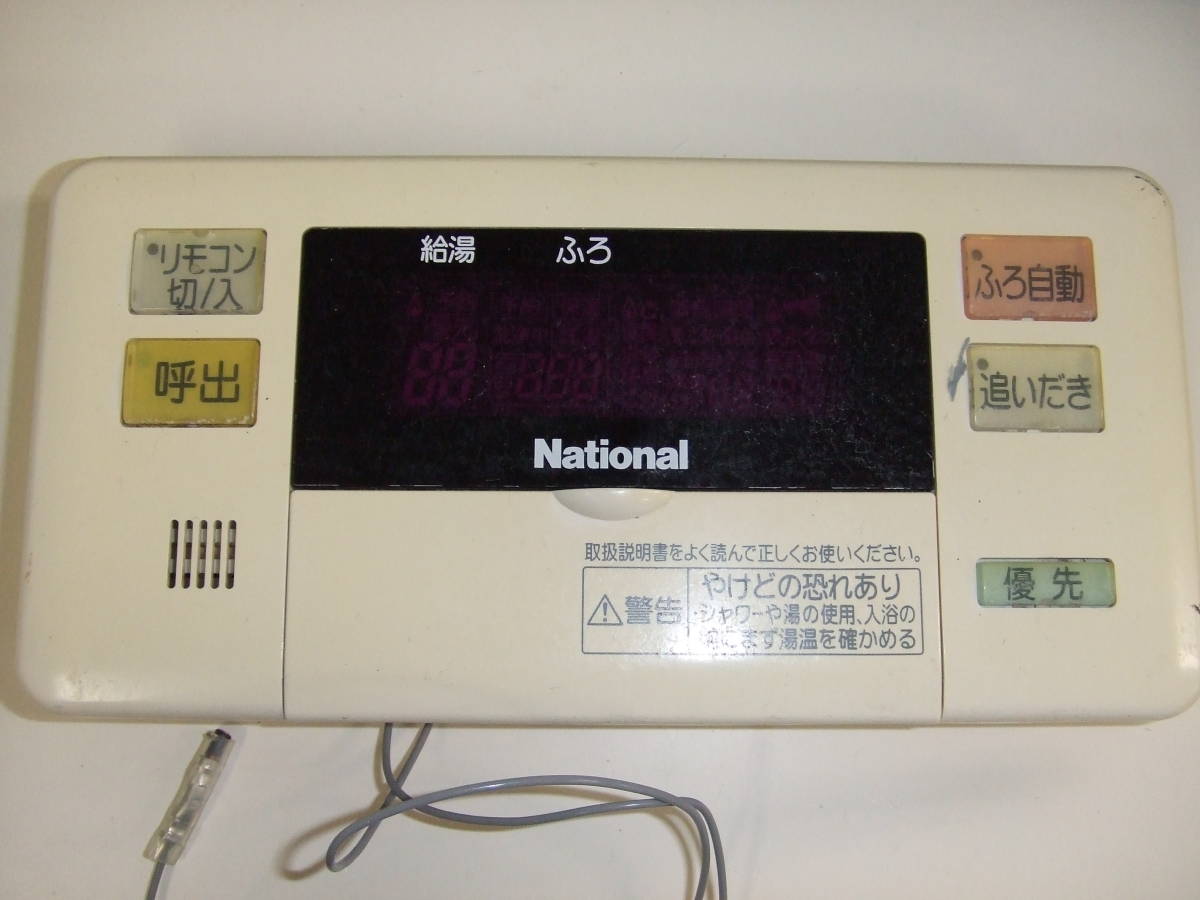 給湯 ふろ
リモコン
切/入
呼出
National
ふろ自動
追いだき
優先
取扱説明書をよく読んで正しくお使いください。
警告
やけどの恐れあり
シャワーや湯の使用、入浴の
まず湯温を確かめる